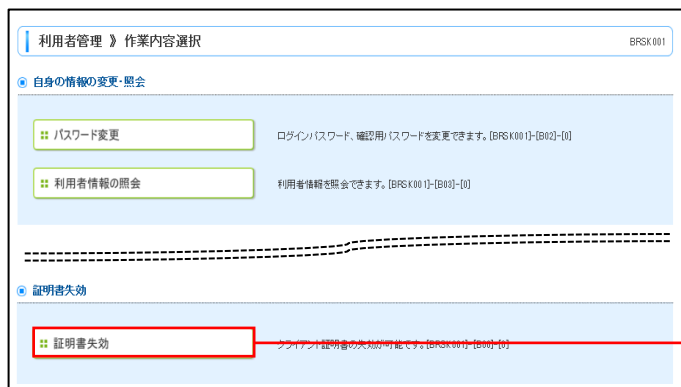 利用者管理 》 作業内容選択
BRSK001
自身の情報の変更・照会
パスワード変更
ログインパスワード、確認用パスワードを変更できます。[BRSK001]-[B02]-[0]
利用者情報の照会
利用者情報を照会できます。[BRSK001]-[B03]-[0]
証明書失効
証明書失効
クライアント証明書の失効が可能です。[BRSK001]-[B08]-[0]